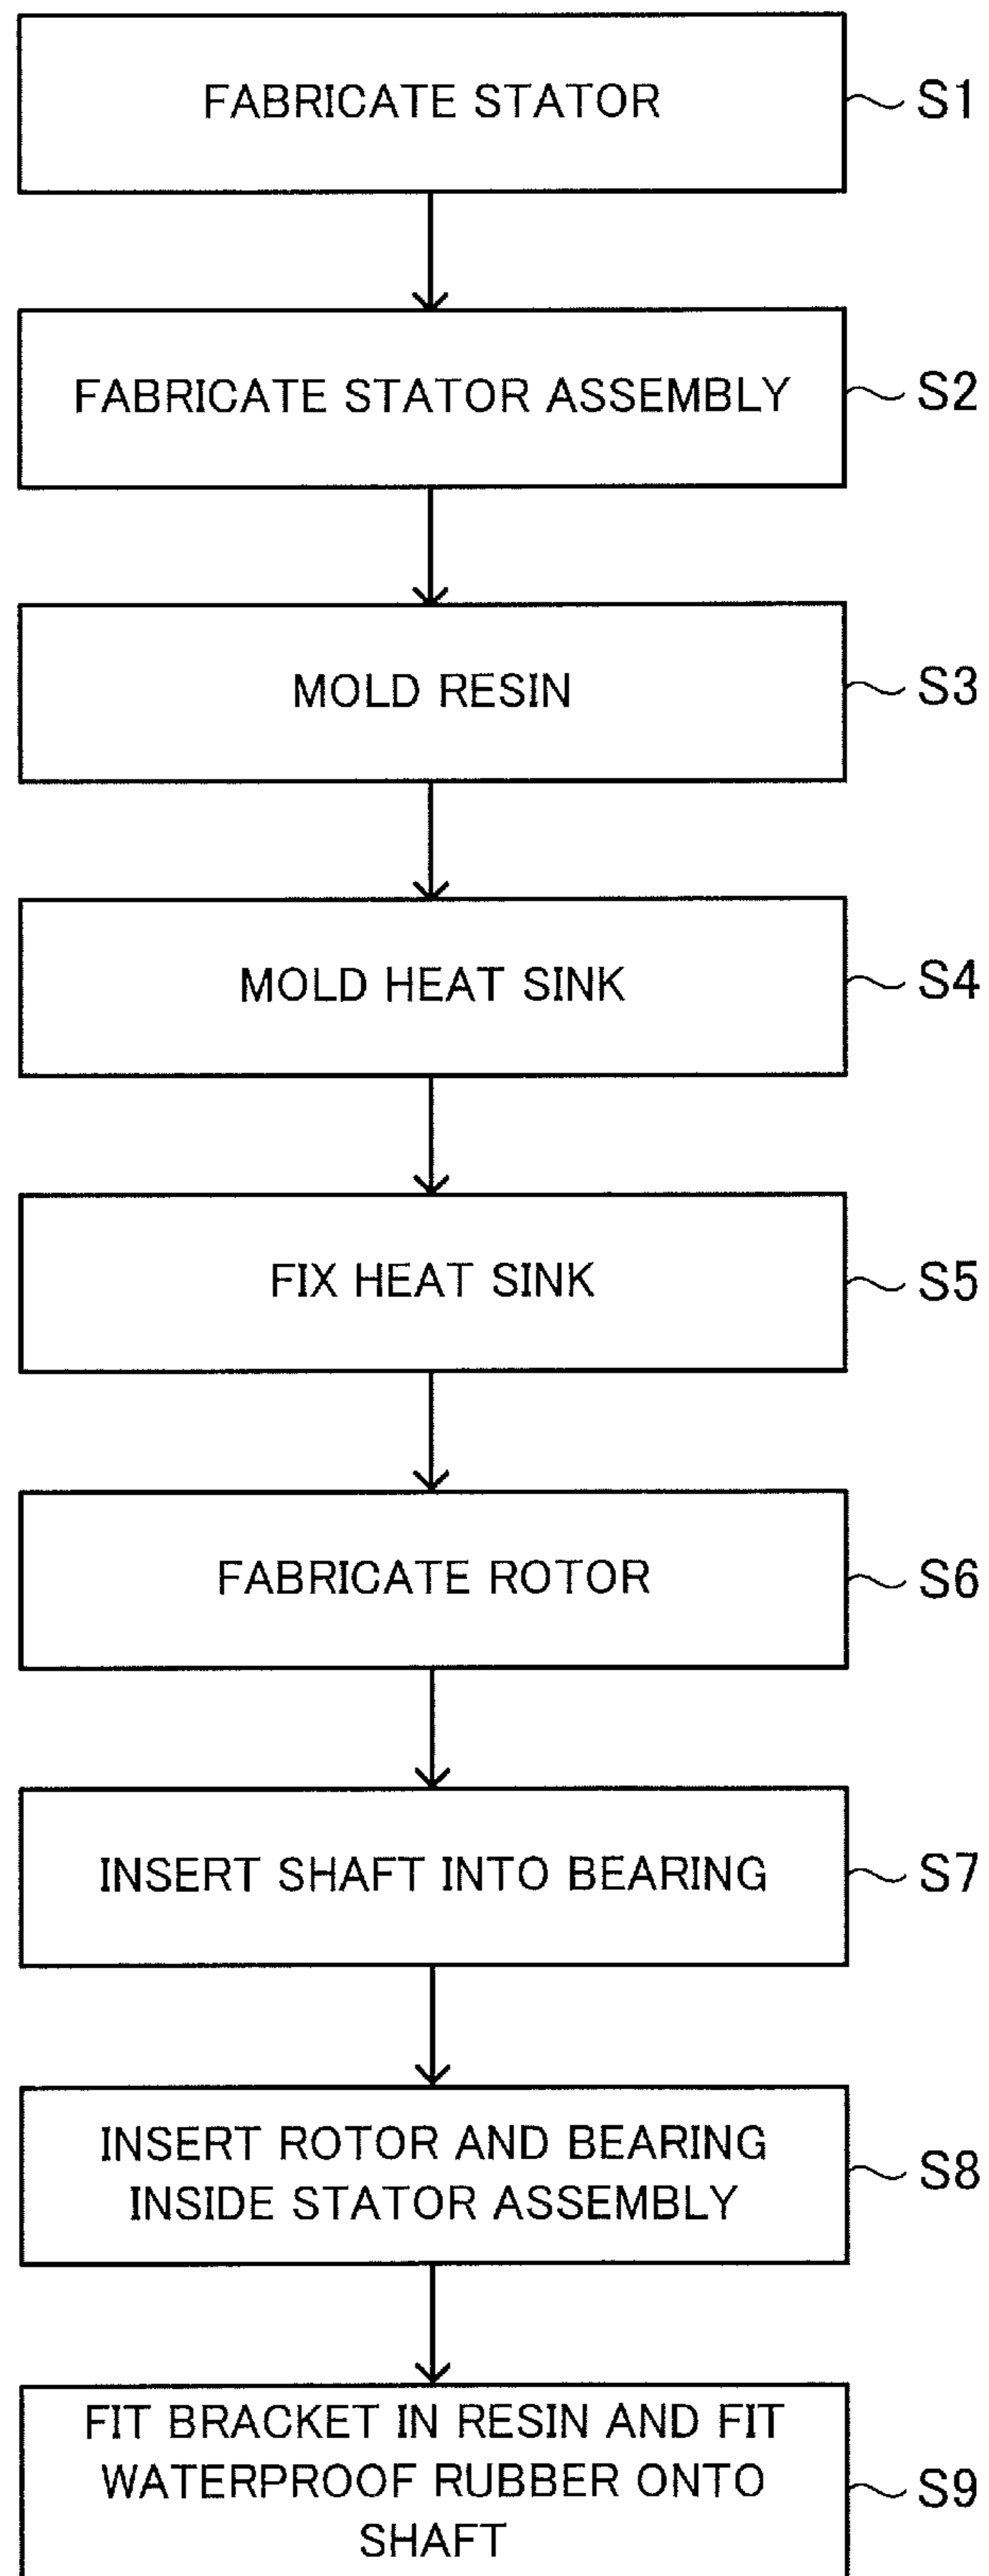 FABRICATE STATOR
S1
FABRICATE STATOR ASSEMBLY
S2
MOLD RESIN
S3
MOLD HEAT SINK
S4
FIX HEAT SINK
S5
FABRICATE ROTOR
S6
INSERT SHAFT INTO BEARING
S7
INSERT ROTOR AND BEARING
INSIDE STATOR ASSEMBLY
S8
FIT BRACKET IN RESIN AND FIT
WATERPROOF RUBBER ONTO
SHAFT
S9